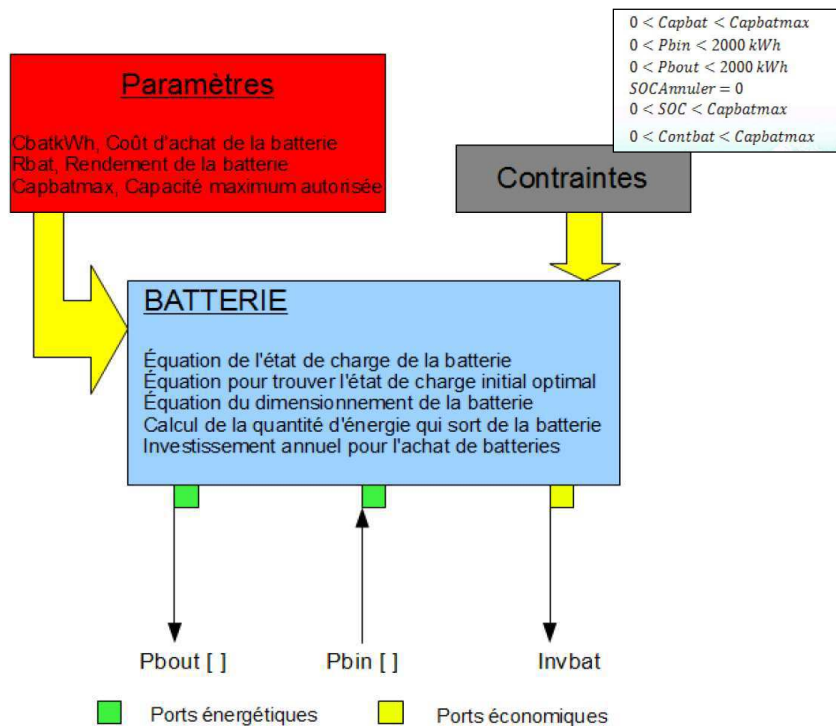 0 < Capbat < Capbatmax
0 < Pbin < 2000 kWh
0 < Pbout < 2000 kWh
SOCAnnuler = 0
0 < SOC < Capbatmax
0 < Contbat < Capbatmax
Paramètres
CbatkWh, Coût d'achat de la batterie
Rbat, Rendement de la batterie
Capbatmax, Capacité maximum autorisée
Contraintes
BATTERIE
Équation de l'état de charge de la batterie
Équation pour trouver l'état de charge initial optimal
Équation du dimensionnement de la batterie
Calcul de la quantité d'énergie qui sort de la batterie
Investissement annuel pour l'achat de batteries
Pbout [ ]
Pbin [ ]
Invbat
Ports énergétiques
Ports économiques